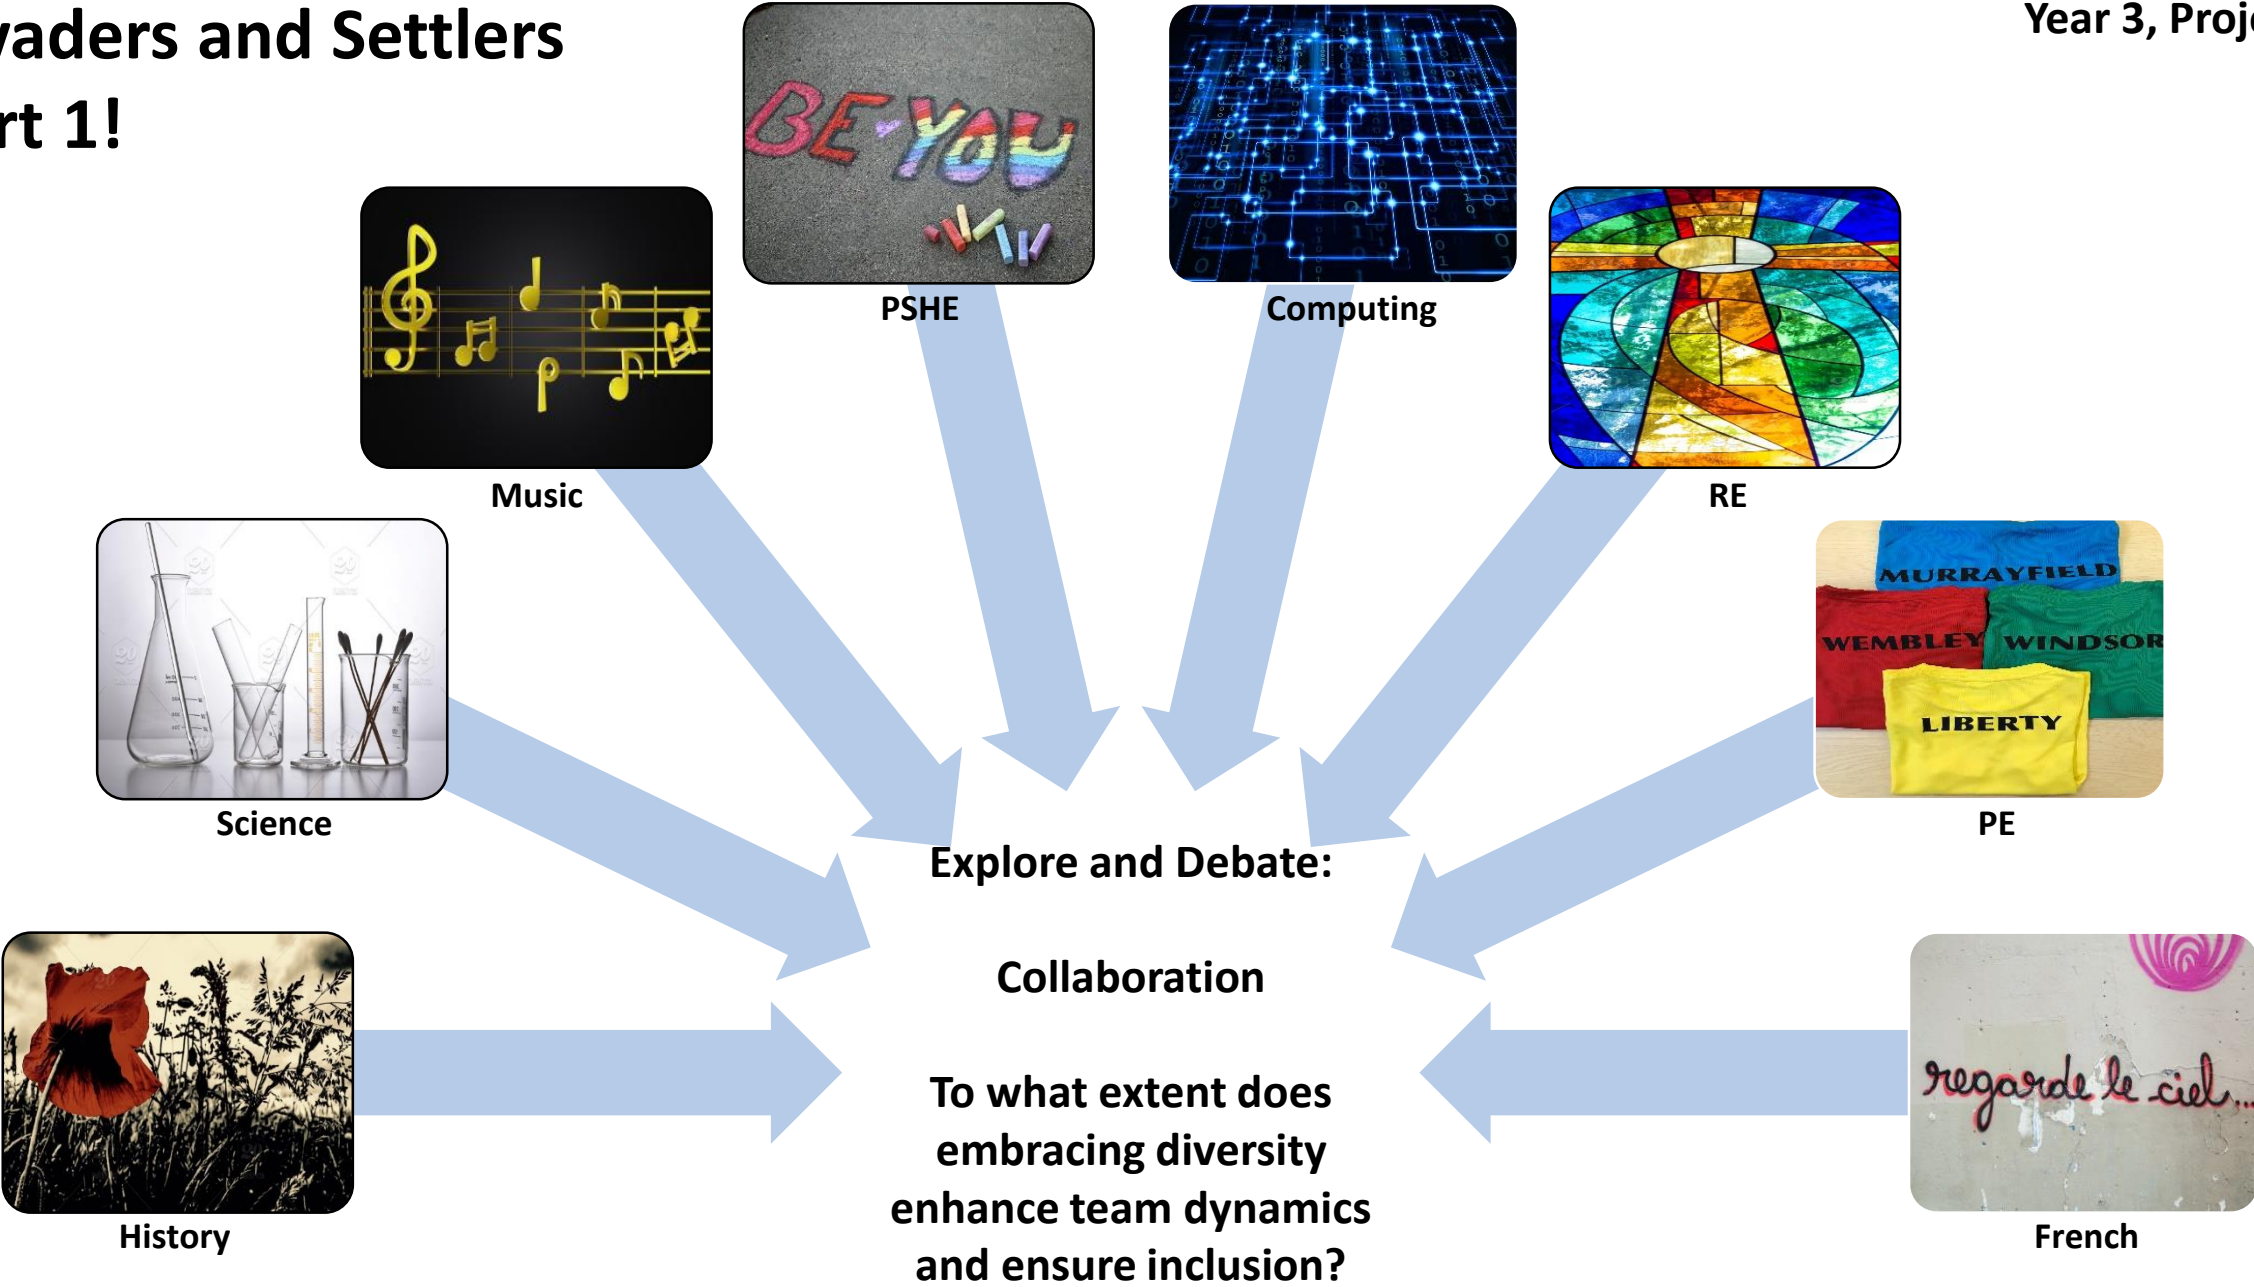 vaders and Settlers
rt 1!
Year 3, Proje
BE YOU
PSHE
Computing
Music
RE
MURRAYFIELD
WEMBLEY
WINDSOR
LIBERTY
Science
PE
Explore and Debate:
Collaboration
To what extent does
embracing diversity
enhance team dynamics
and ensure inclusion?
regarde le ciel...
History
French